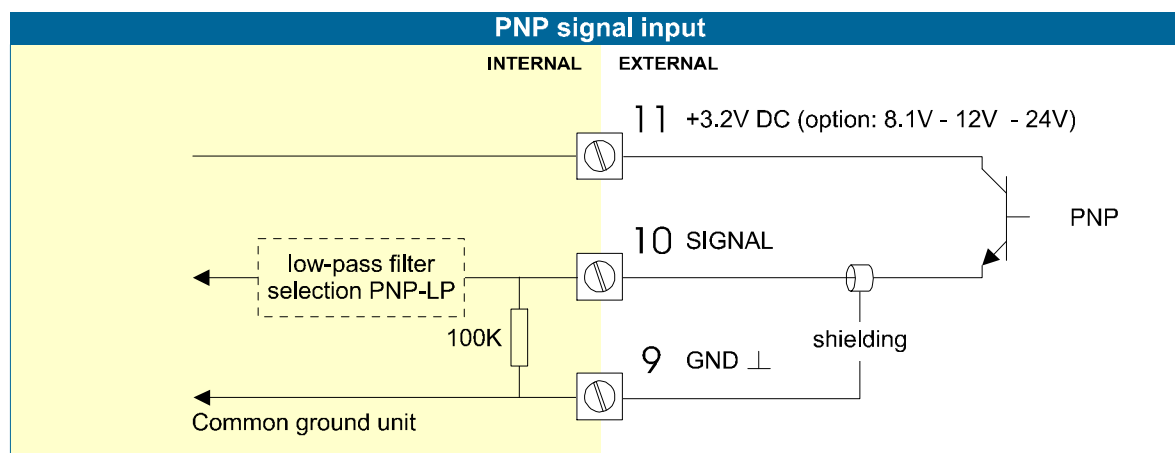 PNP signal input
INTERNAL EXTERNAL
11 +3.2V DC (option: 8.1V - 12V - 24V)
PNP
10 SIGNAL
low-pass filter
selection PNP-LP
100K
shielding
9 GND ⊥
Common ground unit